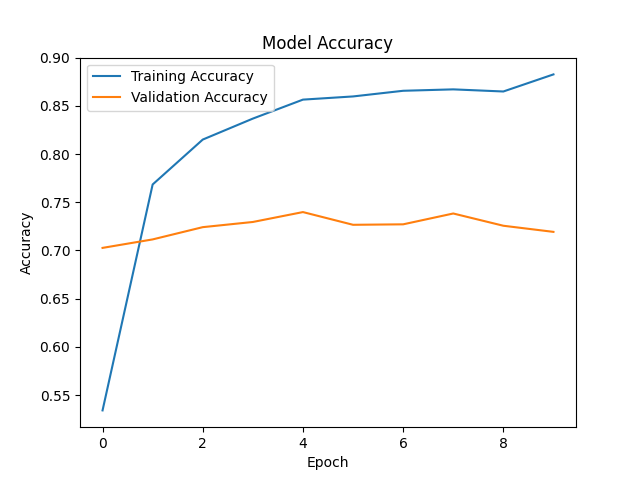 Model Accuracy
Training Accuracy
Validation Accuracy
0.90
0.85
0.80
0.75
0.70
0.65
0.60
0.55
Accuracy
0 2 4 6 8
Epoch